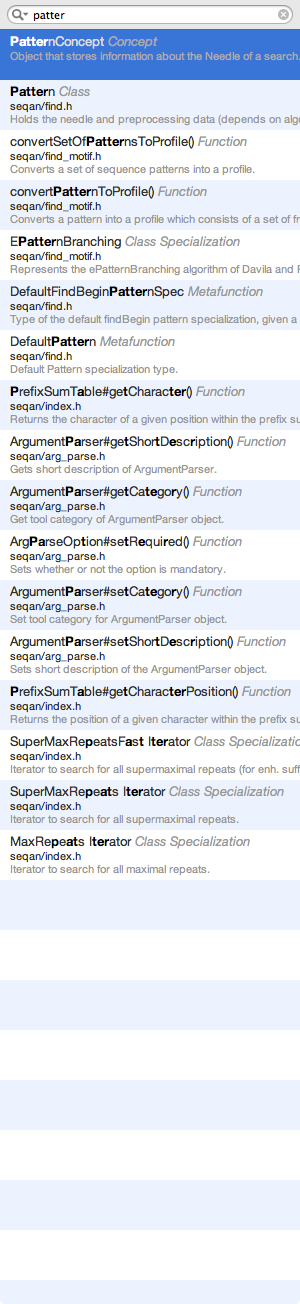 patter
PatternConcept Concept
Object that stores information about the Needle of a search.
Pattern Class
seqan/find.h
Holds the needle and preprocessing data (depends on algo
convertSetOfPatternsToProfile() Function
seqan/find_motif.h
Converts a set of sequence patterns into a profile.
convertPatternToProfile() Function
seqan/find_motif.h
Converts a pattern into a profile which consists of a set of fr
EPatternBranching Class Specialization
seqan/find_motif.h
Represents the ePatternBranching algorithm of Davila and R
DefaultFindBeginPatternSpec Metafunction
seqan/find.h
Type of the default findBegin pattern specialization, given a
DefaultPattern Metafunction
seqan/find.h
Default Pattern specialization type.
PrefixSumTable#getCharacter() Function
seqan/index.h
Returns the character of a given position within the prefix su
ArgumentParser#getShortDescription() Function
seqan/arg_parse.h
Gets short description of ArgumentParser.
ArgumentParser#getCategory() Function
seqan/arg_parse.h
Get tool category of ArgumentParser object.
ArgParseOption#setRequired() Function
seqan/arg_parse.h
Sets whether or not the option is mandatory.
ArgumentParser#setCategory() Function
seqan/arg_parse.h
Set tool category for ArgumentParser object.
ArgumentParser#setShortDescription() Function
seqan/arg_parse.h
Sets short description of the ArgumentParser object.
PrefixSumTable#getCharacterPosition() Function
seqan/index.h
Returns the position of a given character within the prefix su
SuperMaxRepeatsFast Iterator Class Specializatio
seqan/index.h
Iterator to search for all supermaximal repeats (for enh. suff
SuperMaxRepeats Iterator Class Specialization
seqan/index.h
Iterator to search for all supermaximal repeats.
MaxRepeats Iterator Class Specialization
seqan/index.h
Iterator to search for all maximal repeats.